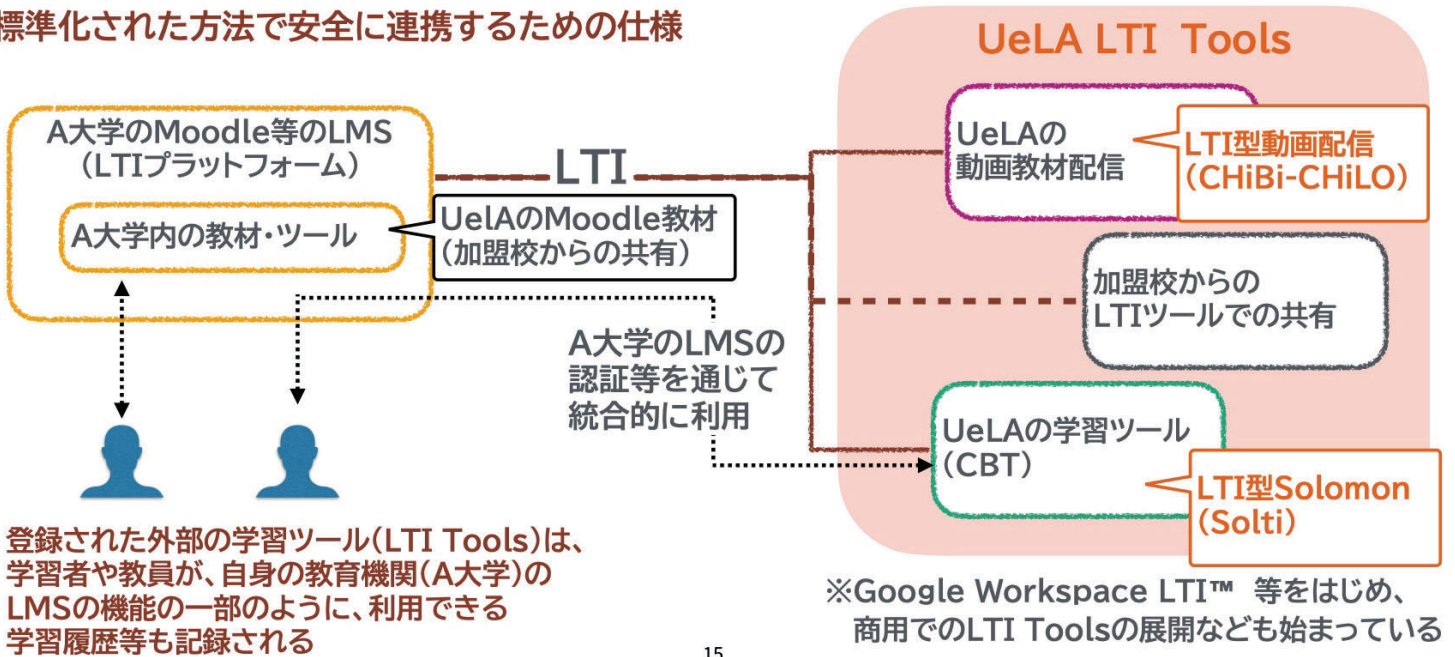 標準化された方法で安全に連携するための仕様
UeLA LTI Tools
A大学のMoodle等のLMS
(LTIプラットフォーム)
A大学内の教材・ツール
LTI
UelAのMoodle教材
(加盟校からの共有)
UeLAの
動画教材配信
LTI型動画配信
(CHiBi-CHiLO)
加盟校からの
LTIツールでの共有
A大学のLMSの
認証等を通じて
統合的に利用
UeLAの学習ツール
(CBT)
LTI型Solomon
(Solti)
登録された外部の学習ツール(LTI Tools)は、
学習者や教員が、自身の教育機関(A大学)の
LMSの機能の一部のように、利用できる
学習履歴等も記録される
※Google Workspace LTI™ 等をはじめ、
商用でのLTI Toolsの展開なども始まっている
15